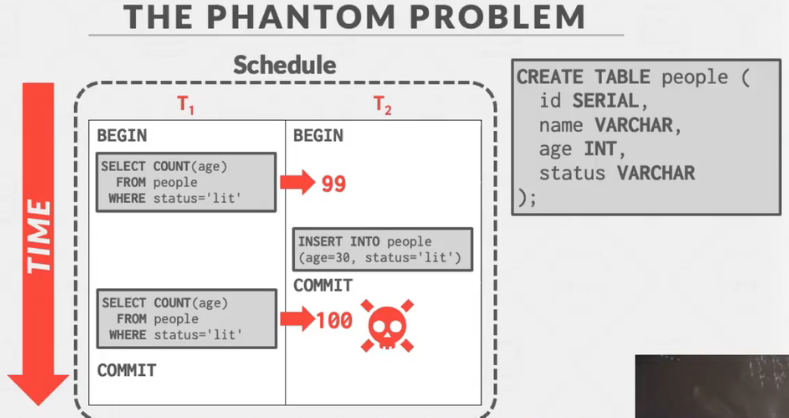 THE PHANTOM PROBLEM
Schedule
T1 T2
TIME
BEGIN
SELECT COUNT(age)
FROM people
WHERE status='lit'
99
SELECT COUNT(age)
FROM people
WHERE status='lit'
100
COMMIT
BEGIN
INSERT INTO people
(age=30, status='lit')
COMMIT
CREATE TABLE people (
id SERIAL,
name VARCHAR,
age INT,
status VARCHAR
);